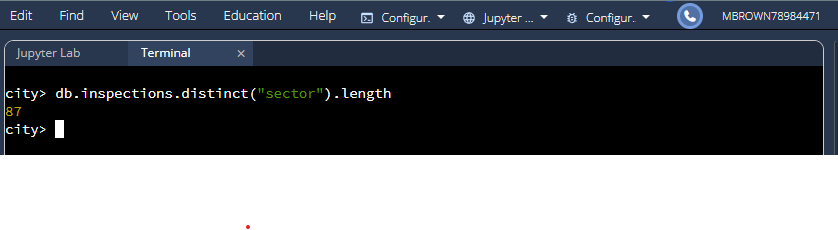 Edit Find View Tools Education Help Configur. Jupyter ... Configur.. MBROWN78984471
Jupyter Lab Terminal ×
city> db.inspections.distinct("sector").length
87
city>